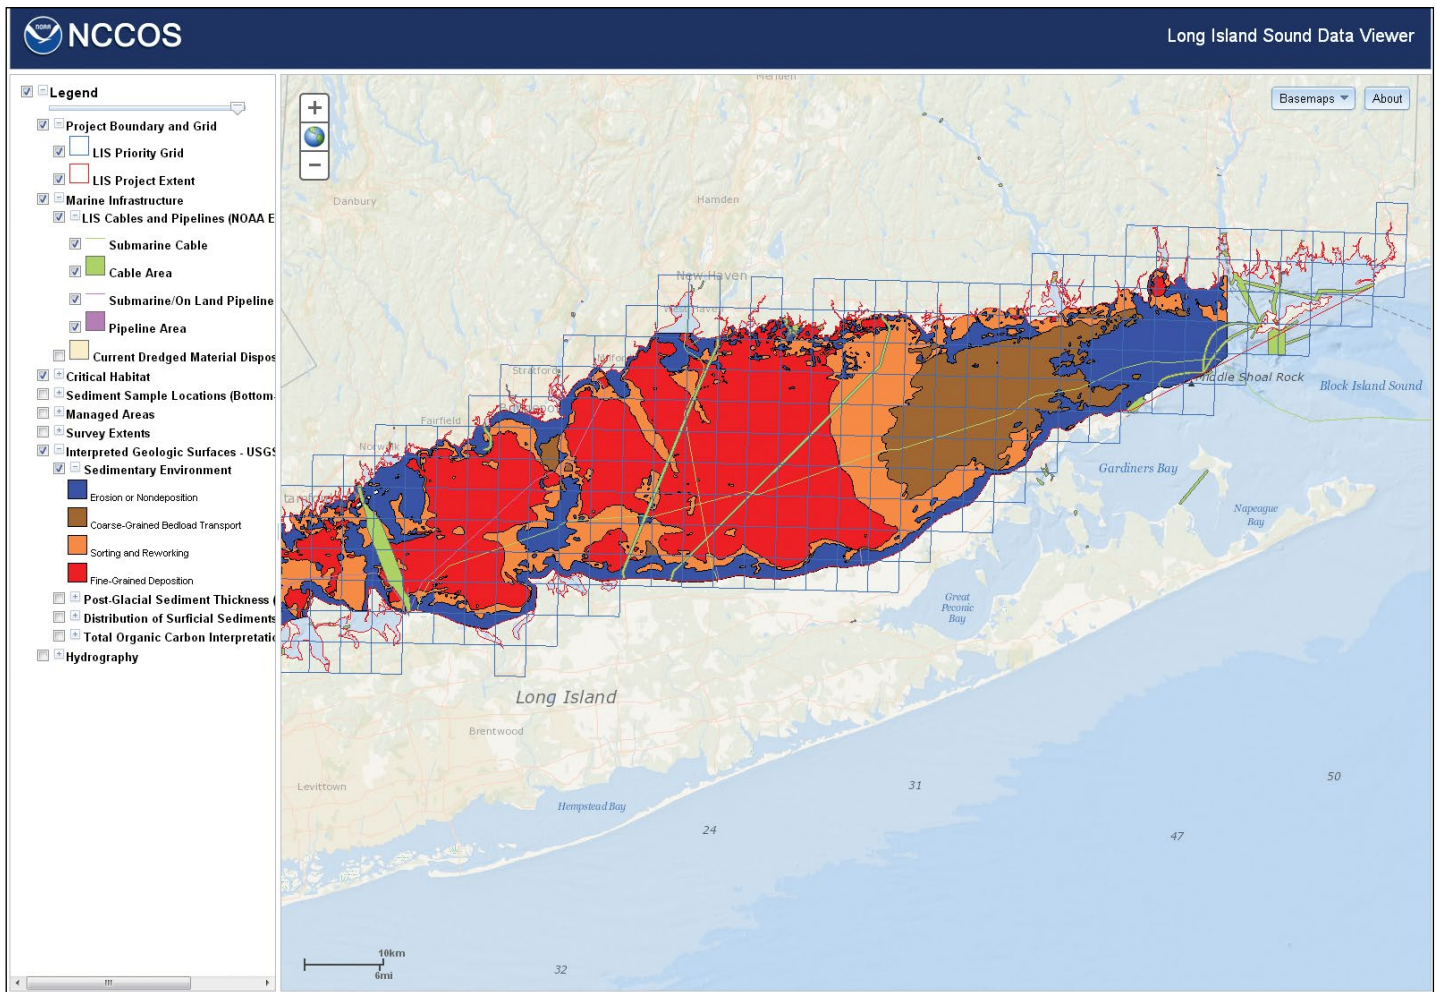 NOAA
NCCOS
Long Island Sound Data Viewer
Legend
Project Boundary and Grid
LIS Priority Grid
LIS Project Extent
Marine Infrastructure
LIS Cables and Pipelines (NOAA E
Submarine Cable
Cable Area
Submarine/On Land Pipeline
Pipeline Area
Current Dredged Material Dispos
Critical Habitat
Sediment Sample Locations (Bottom-
Managed Areas
Survey Extents
Interpreted Geologic Surfaces - USGS
Sedimentary Environment
Erosion or Nondeposition
Coarse-Grained Bedload Transport
Sorting and Reworking
Fine-Grained Deposition
Post-Glacial Sediment Thickness (
Distribution of Surficial Sediments
Total Organic Carbon Interpretatio
Hydrography
+
−
Basemaps
About
Meriden
Danbury
Hamden
New Haven
Stratford
Fairfield
Norwalk
Middle Shoal Rock
Block Island Sound
Gardiners Bay
Napeague
Bay
Great
Peconic
Bay
Long Island
Brentwood
Levittown
Hempstead Bay
31
50
24
47
32
10km
6mi